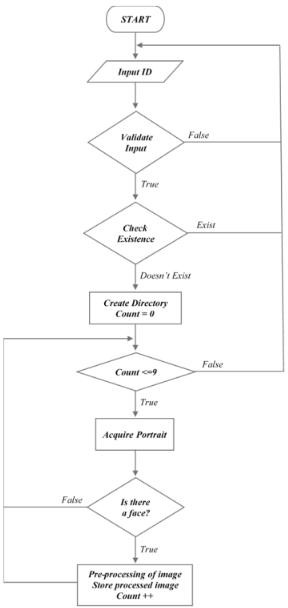 START
Input ID
Validate
Input
False
True
Check
Existence
Exist
Doesn't Exist
Create Directory
Count = 0
Count <=9
False
True
Acquire Portrait
Is there
a face?
False
True
Pre-processing of image
Store processed image
Count ++